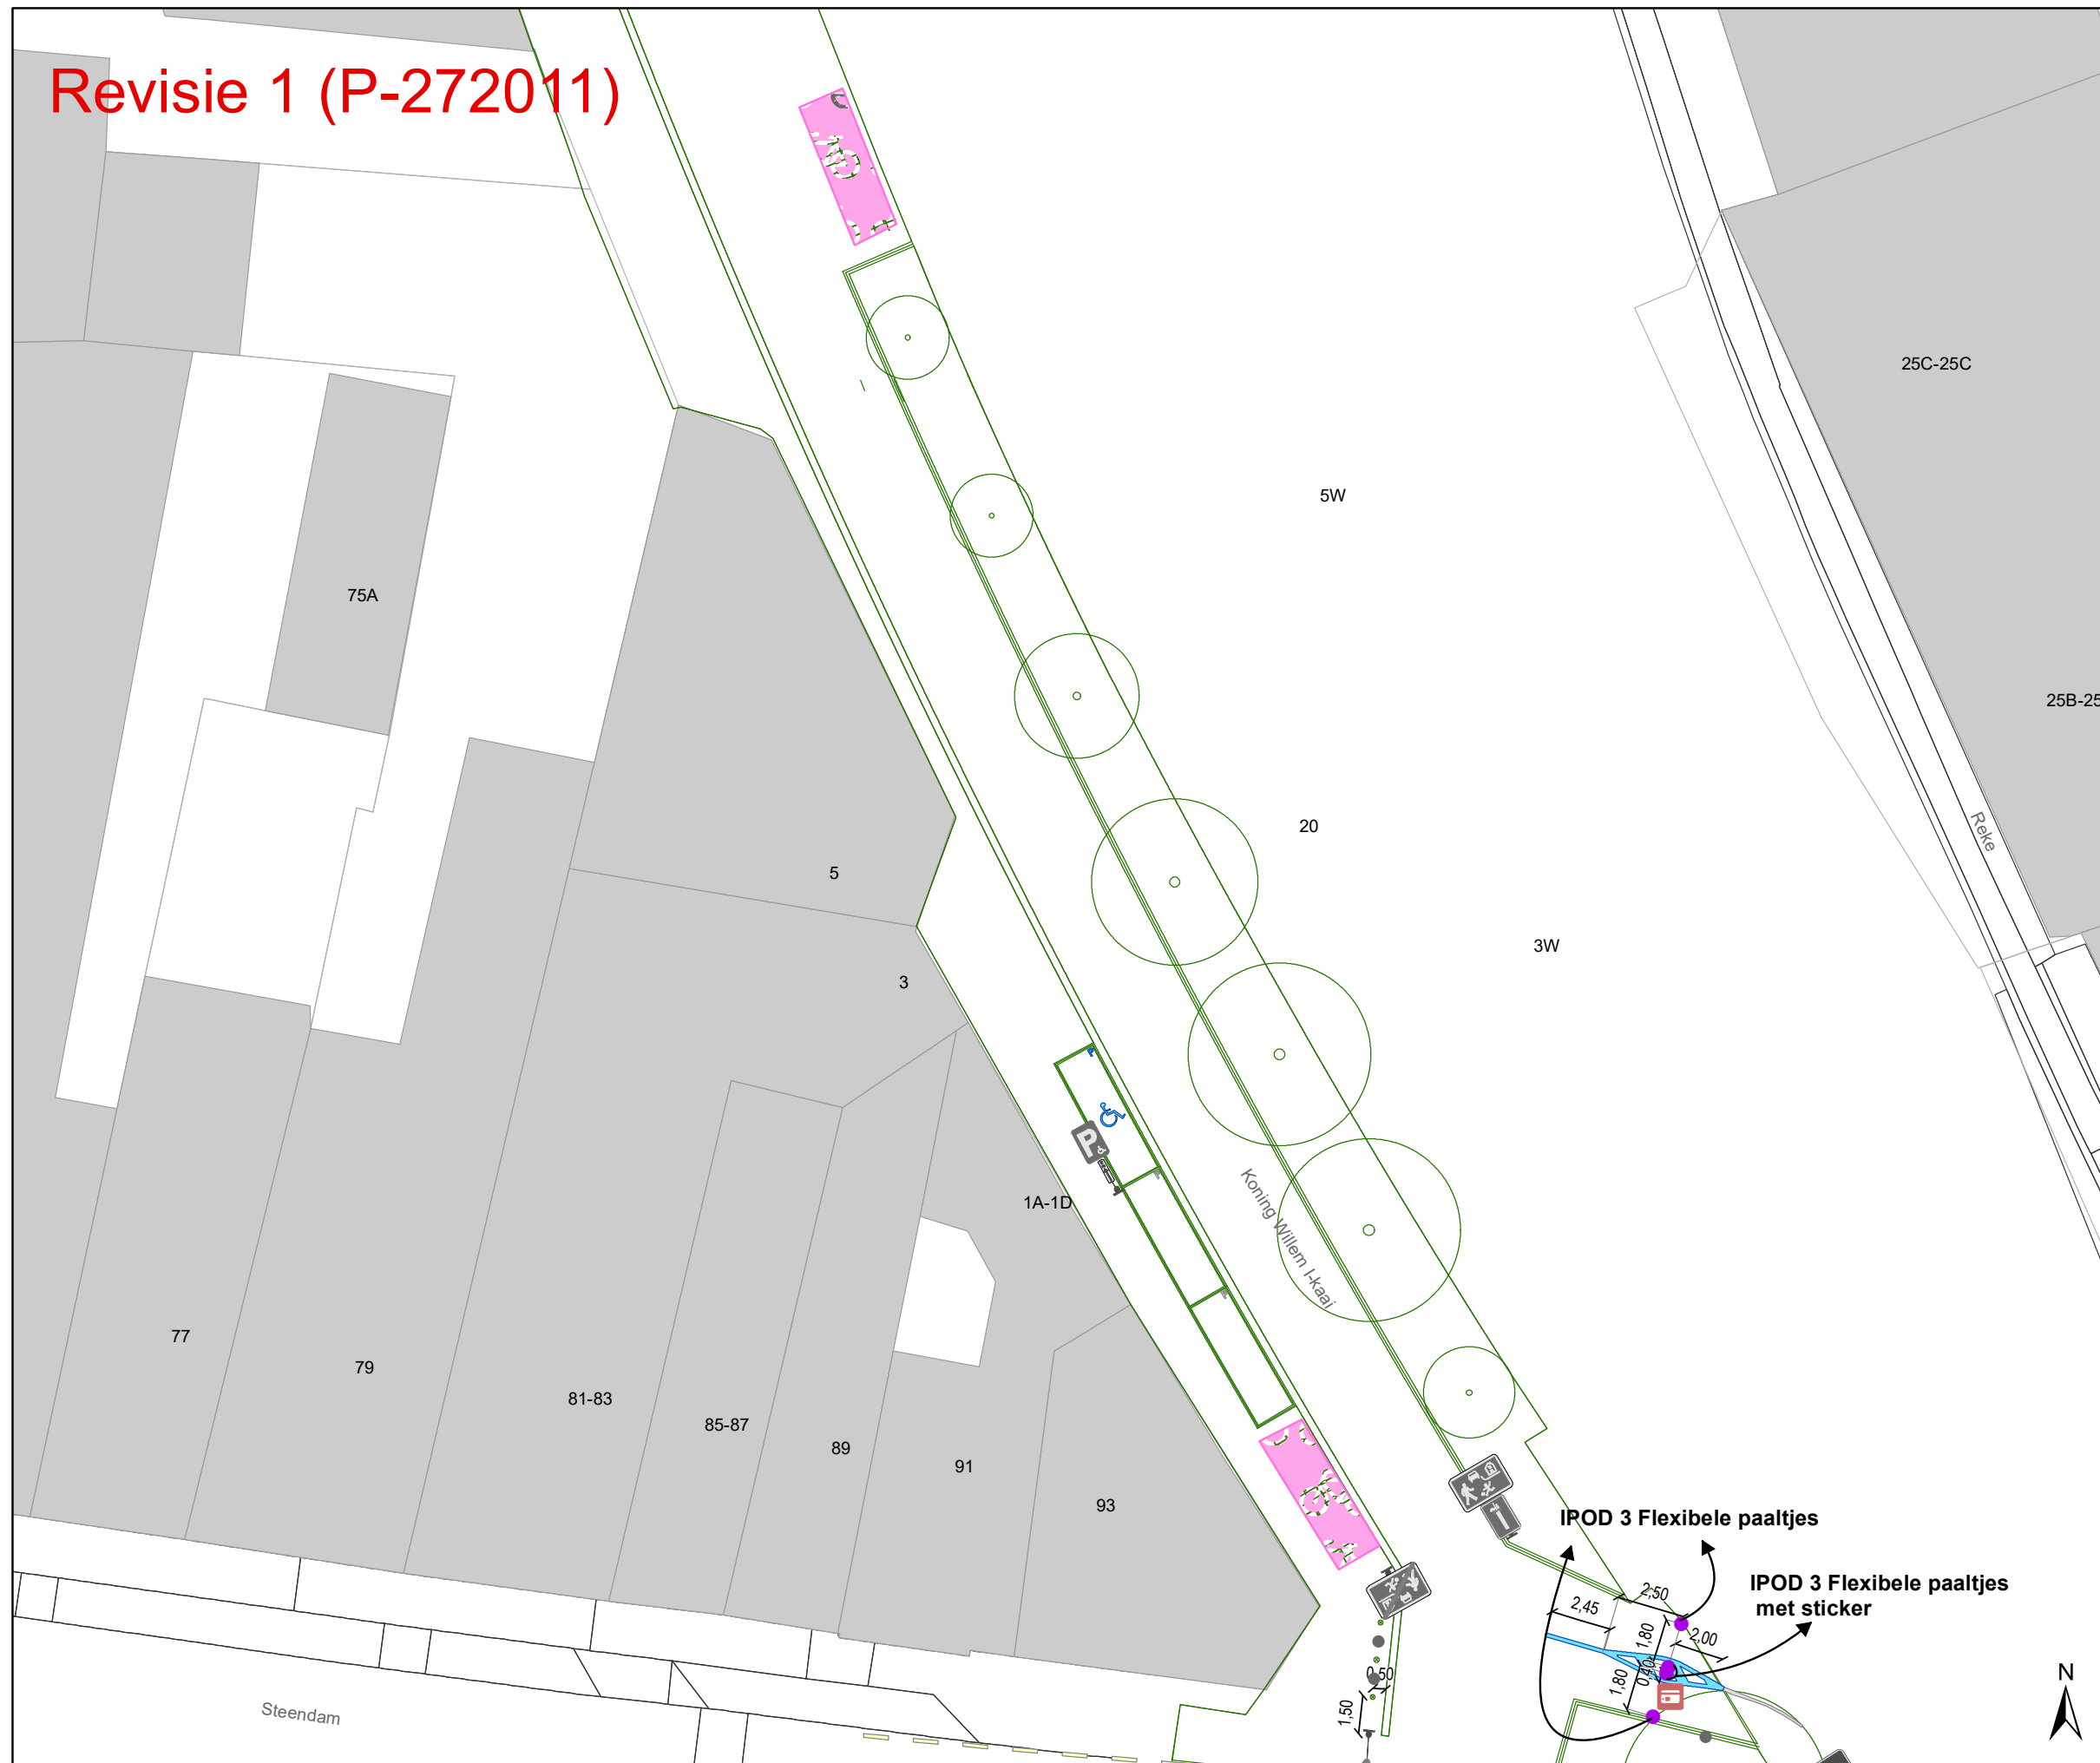 Revisie 1 (P-272011)
25C-25C
5W
75A
25B-25
20
Reke
5
3W
3
P
1A-1D
Koning Willem I-kaai
77
79
81-83
85-87
89
91
93
IPOD 3 Flexibele paaltjes
IPOD 3 Flexibele paaltjes
met sticker
2,50
2,45
1,80
2,00
0,40
1,80
0,50
1,50
N
Steendam